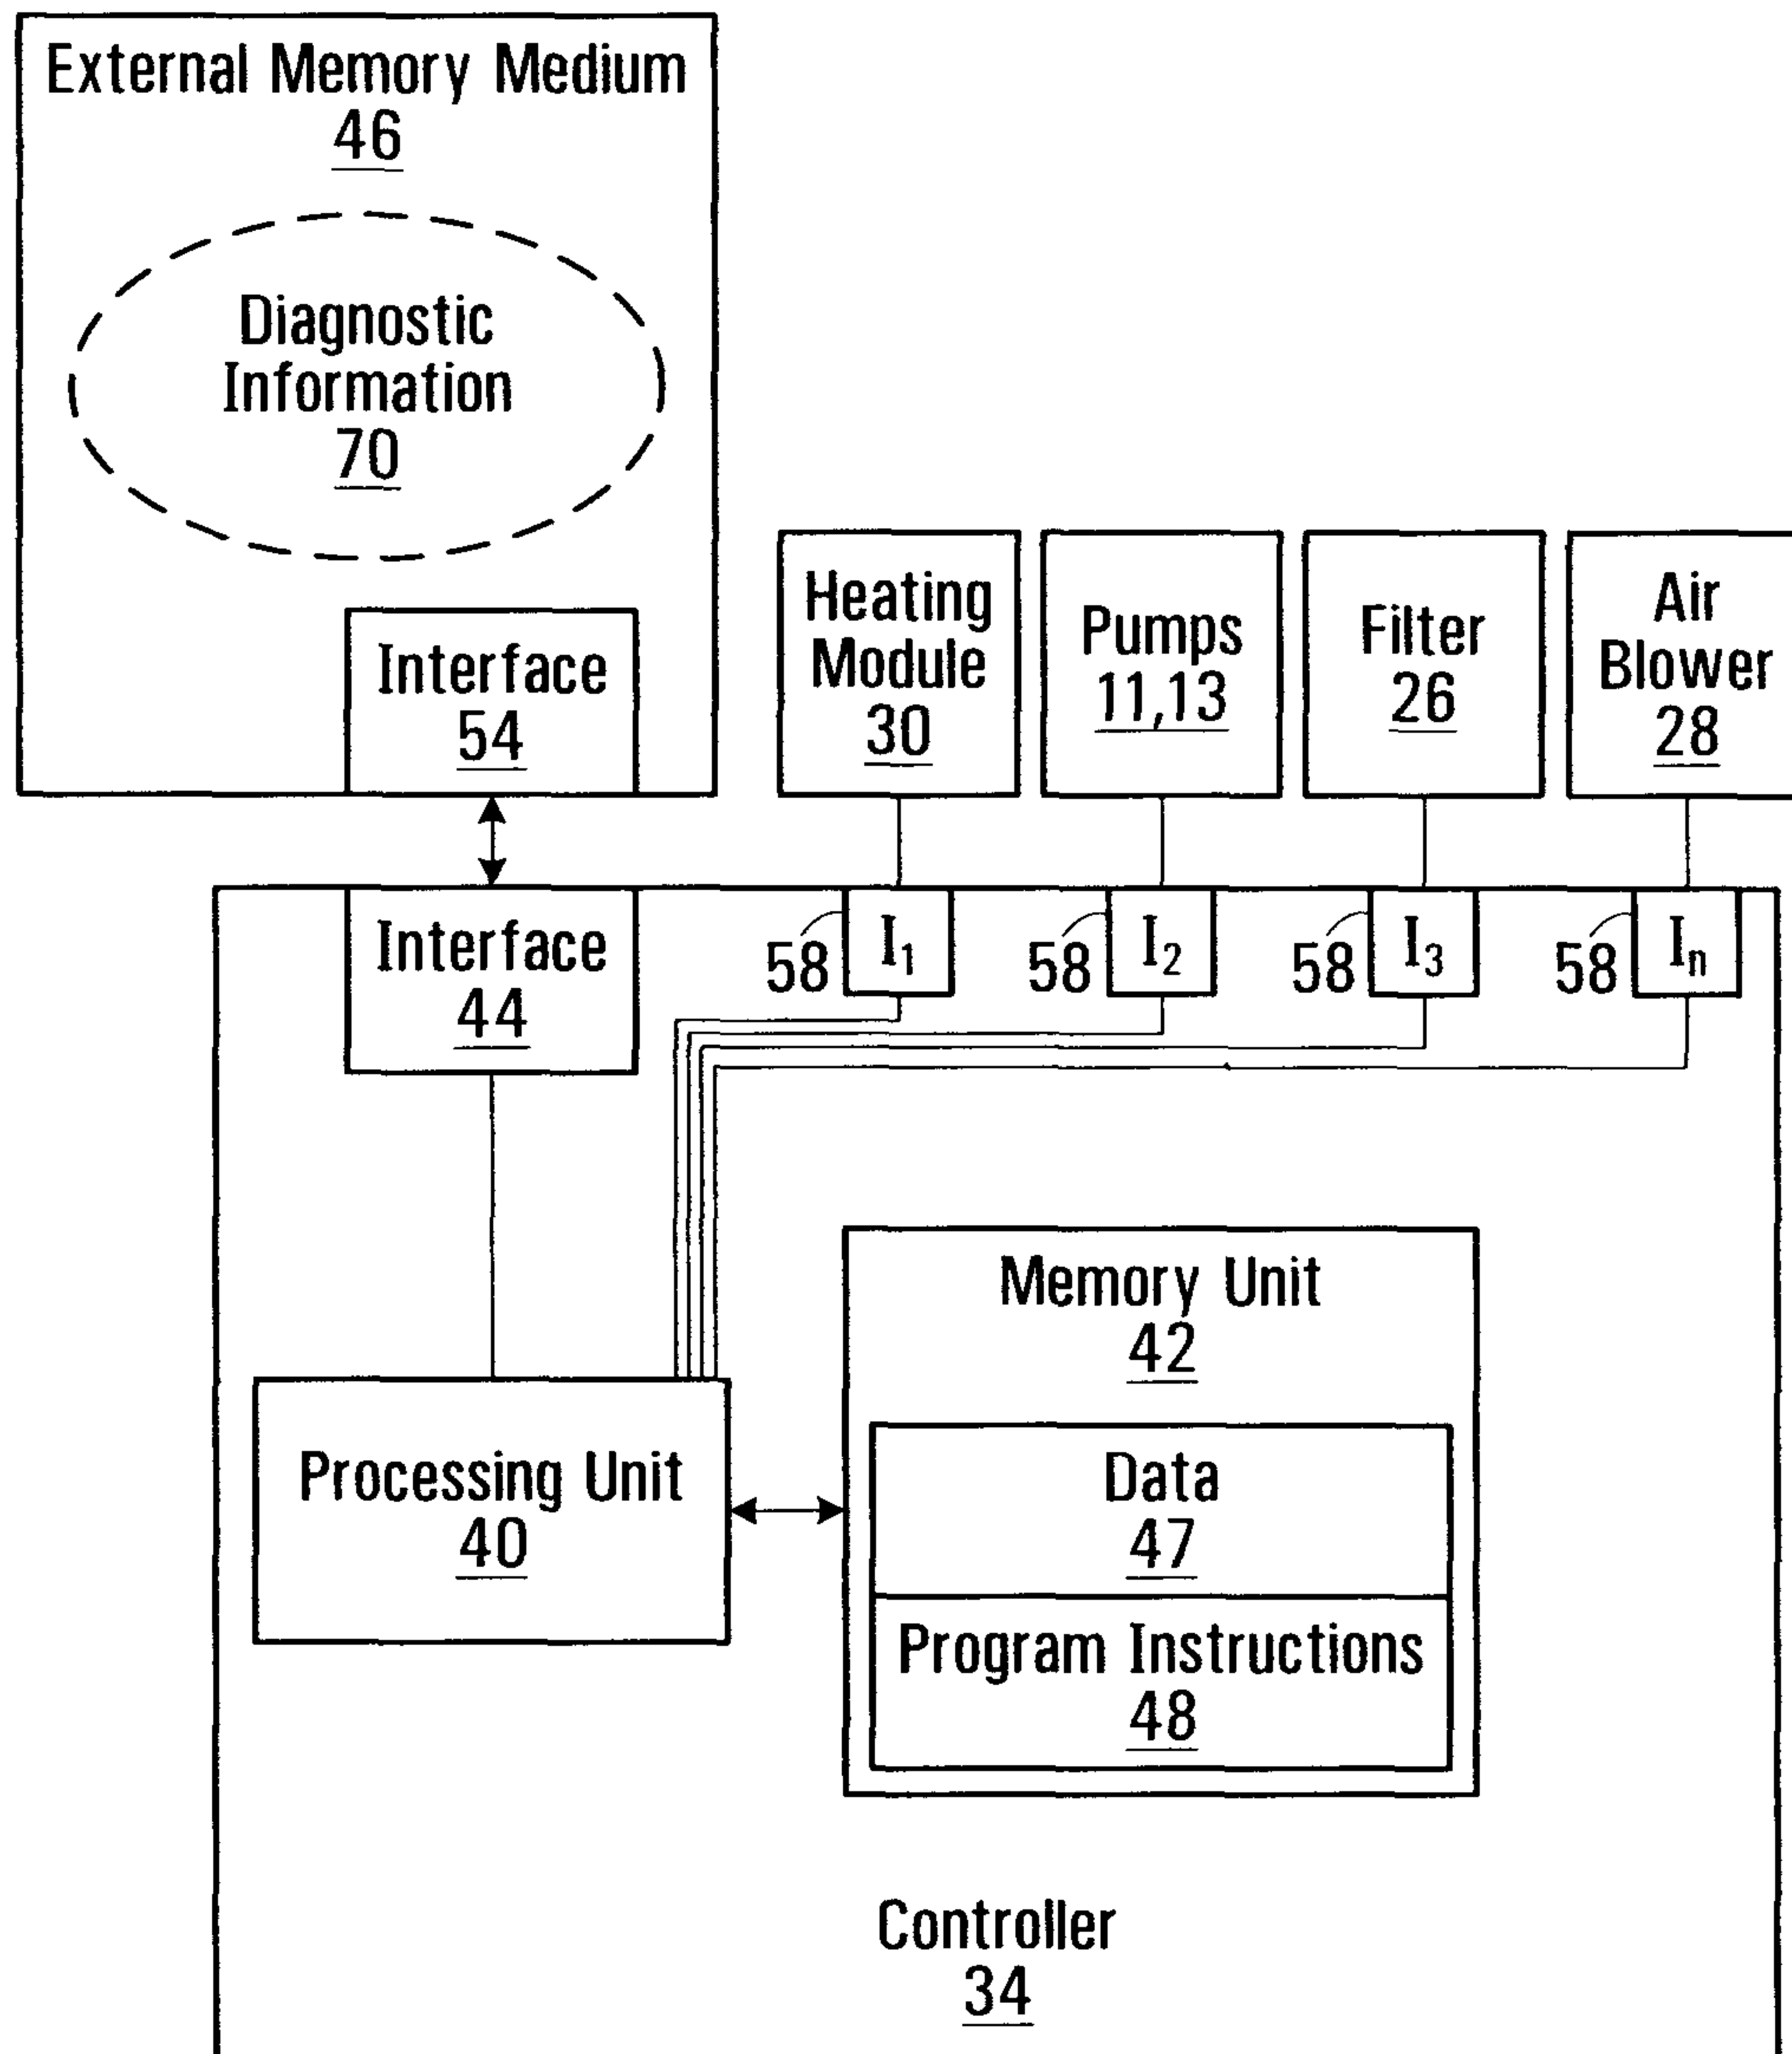 External Memory Medium
46
Diagnostic
Information
70
Interface
54
Heating
Module
30
Pumps
11,13
Filter
26
Air
Blower
28
Interface
44
58
I1
58
I2
58
I3
58
In
Memory Unit
42
Processing Unit
40
Data
47
Program Instructions
48
Controller
34